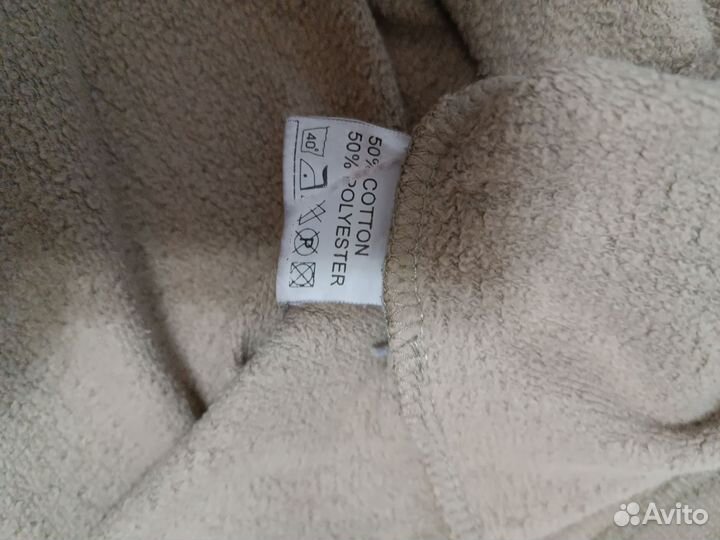 50% COTTON
50% POLYESTER
40°
P
Avito